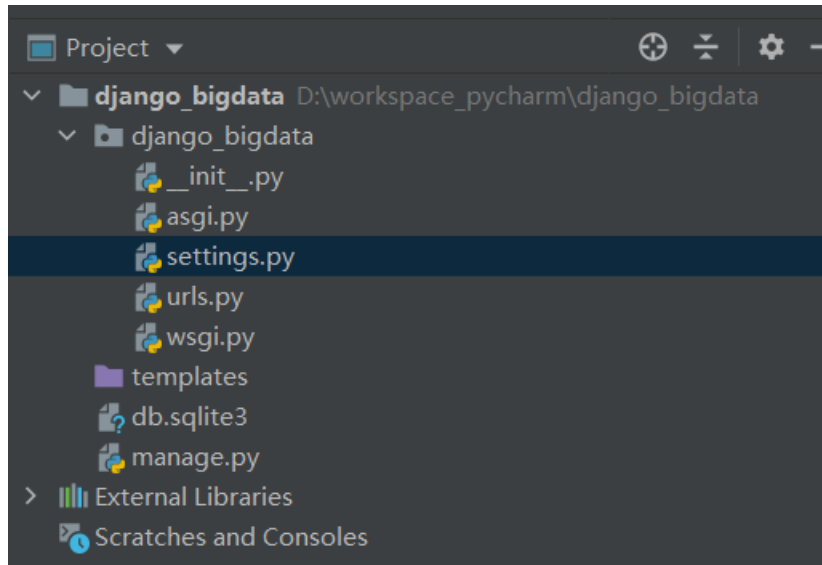 Project
django_bigdata D:\workspace_pycharm\django_bigdata
django_bigdata
__init__.py
asgi.py
settings.py
urls.py
wsgi.py
templates
db.sqlite3
manage.py
External Libraries
Scratches and Consoles